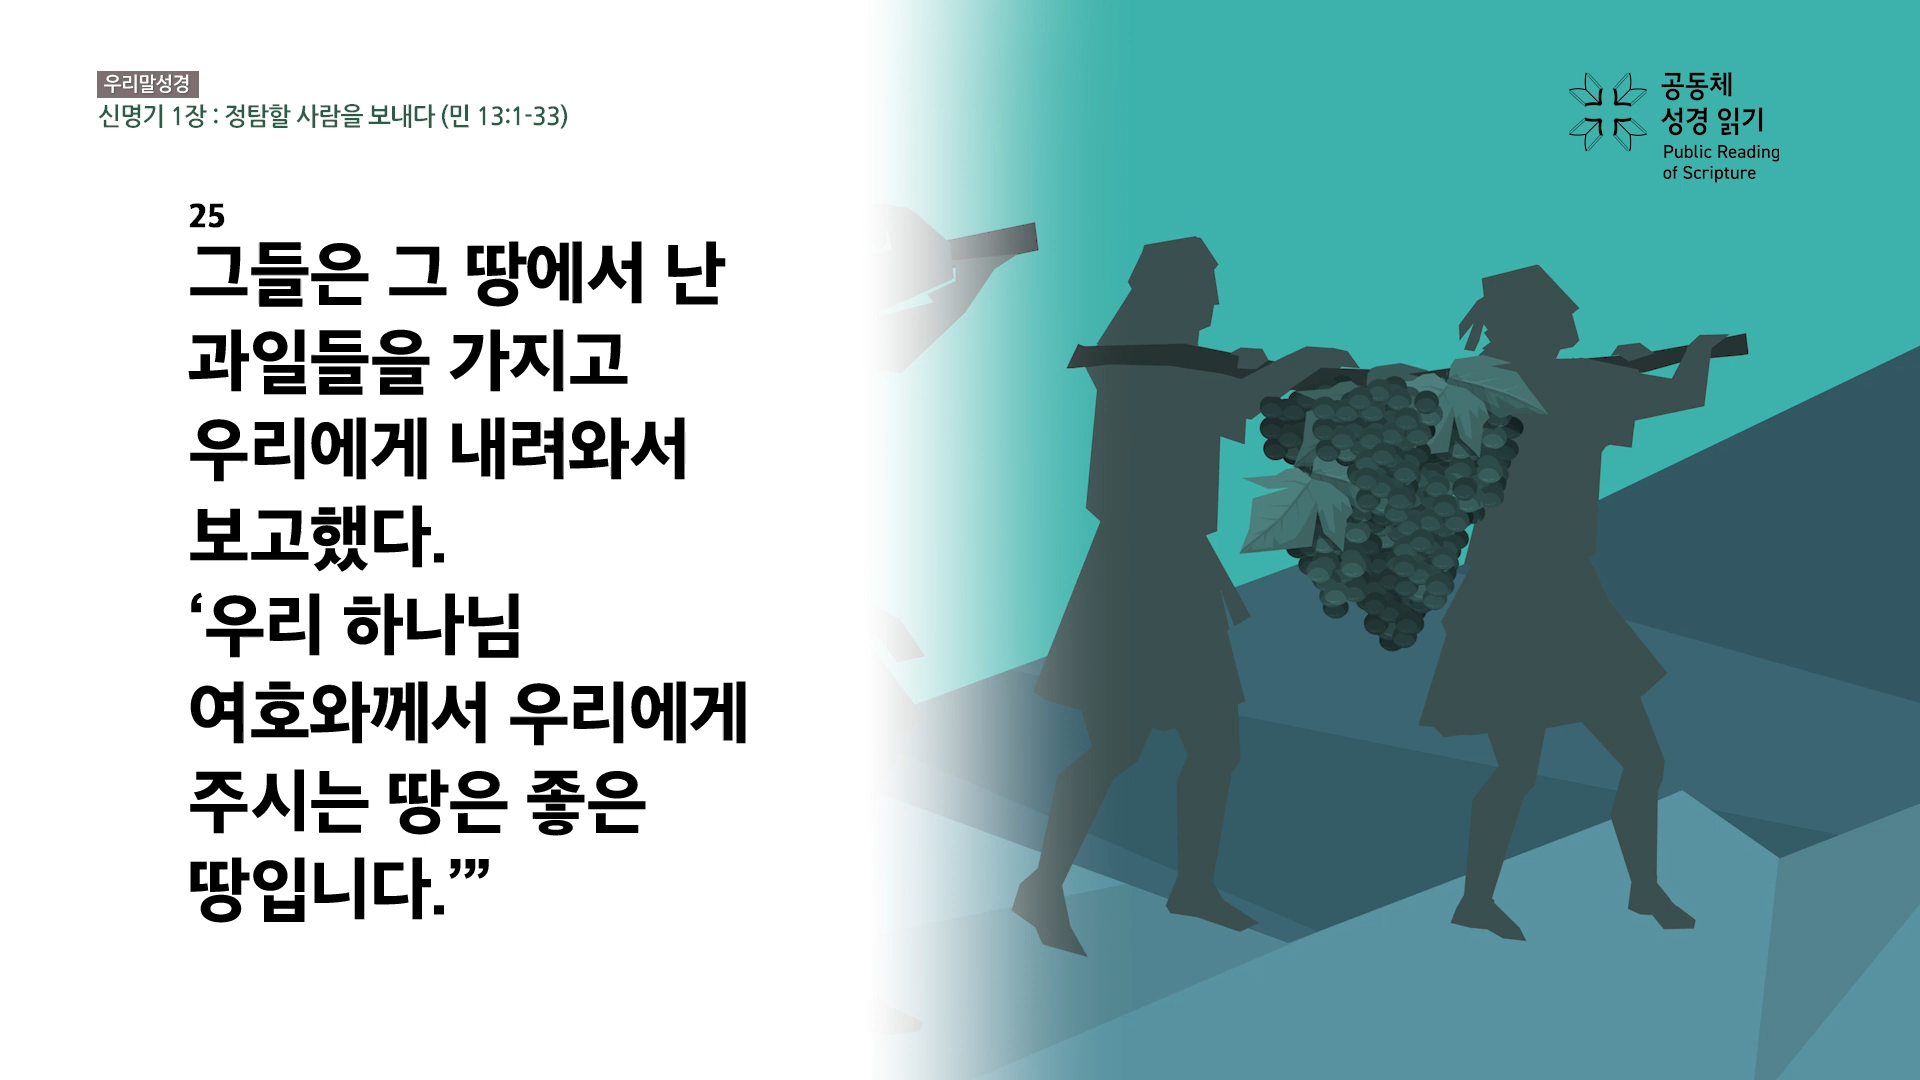 우리말성경
신명기 1장 : 정탐할 사람을 보내다 (민 13:1-33)
25
그들은 그 땅에서 난
과일들을 가지고
우리에게 내려와서
보고했다.
‘우리 하나님
여호와께서 우리에게
주시는 땅은 좋은
땅입니다.’”
공동체
성경 읽기
Public Reading
of Scripture